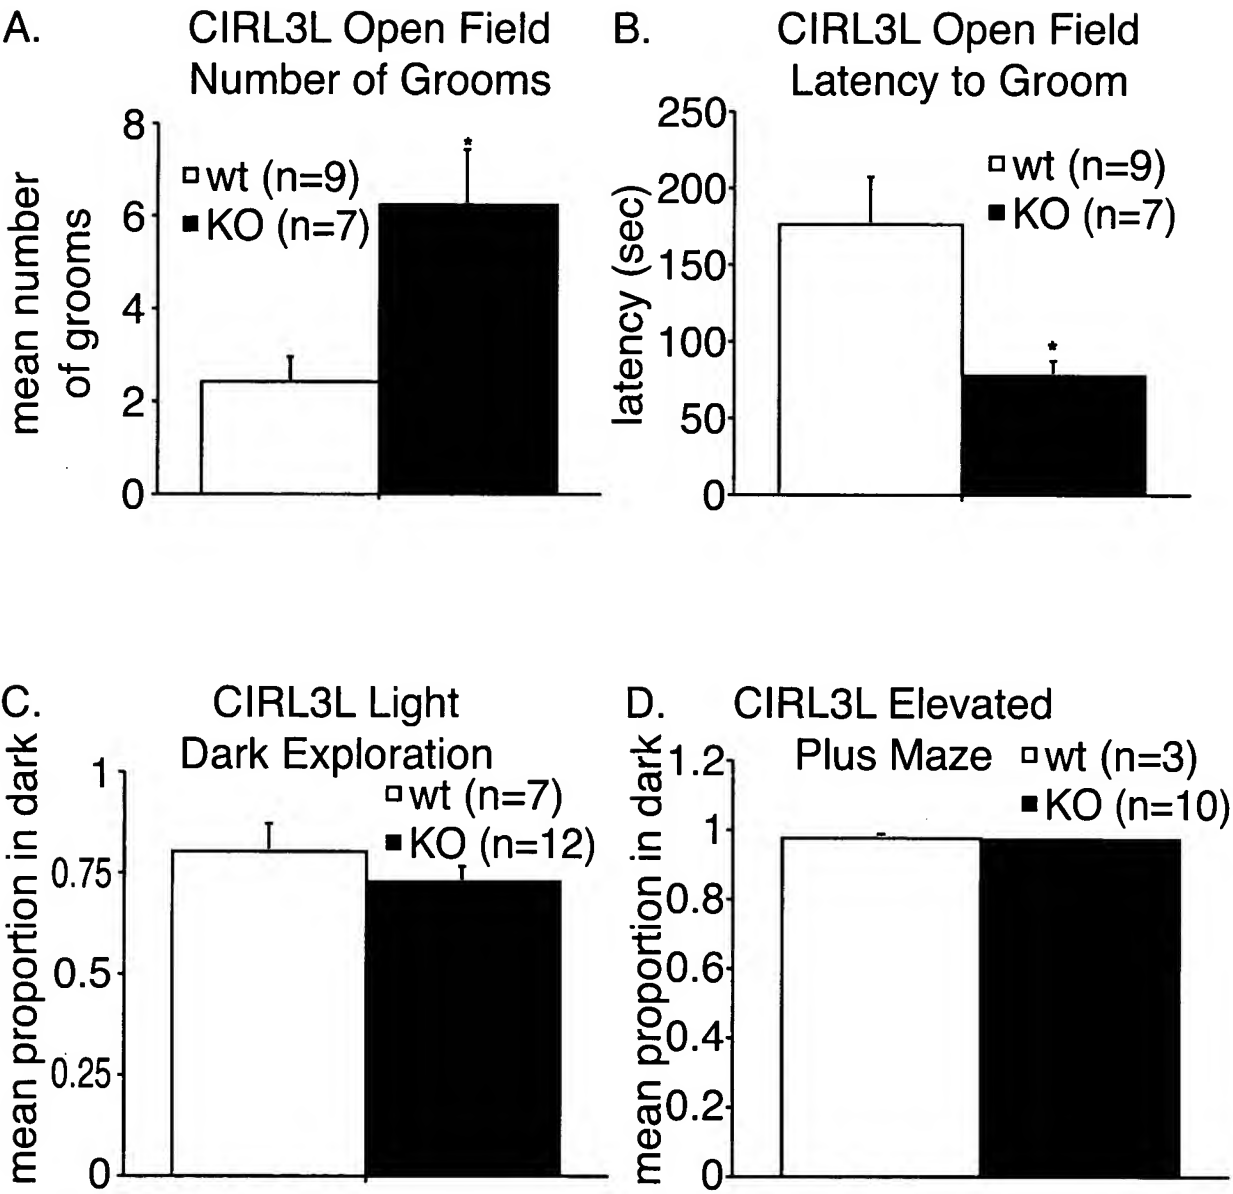 A.
CIRL3L Open Field
Number of Grooms
mean number
of grooms
8
6
4
2
0
wt (n=9)
KO (n=7)
*
B.
CIRL3L Open Field
Latency to Groom
latency (sec)
250
200
150
100
50
0
wt (n=9)
KO (n=7)
*
C.
CIRL3L Light
Dark Exploration
mean proportion in dark
1
0.75
0.5
0.25
0
wt (n=7)
KO (n=12)
D.
CIRL3L Elevated
Plus Maze
mean proportion in dark
1.2
1
0.8
0.6
0.4
0.2
0
wt (n=3)
KO (n=10)